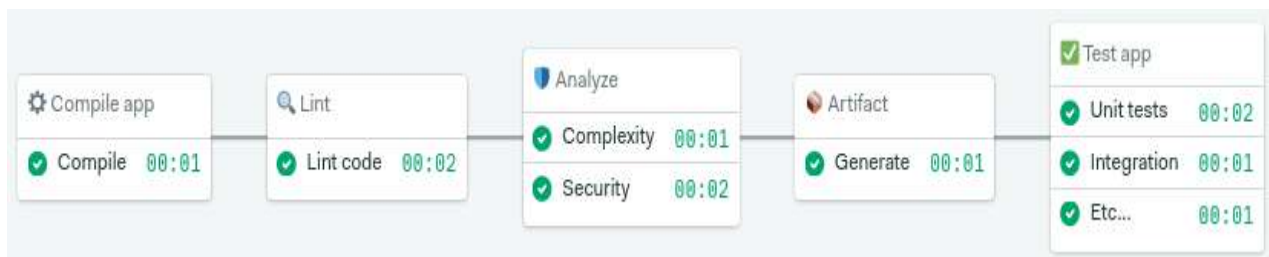 Compile app
Compile 00:01
Lint
Lint code 00:02
Analyze
Complexity 00:01
Security 00:02
Artifact
Generate 00:01
Test app
Unit tests 00:02
Integration 00:01
Etc... 00:01